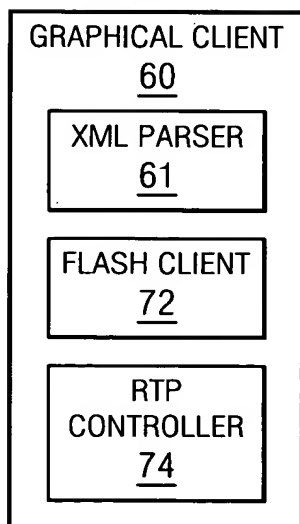 GRAPHICAL CLIENT
60
XML PARSER
61
FLASH CLIENT
72
RTP
CONTROLLER
74